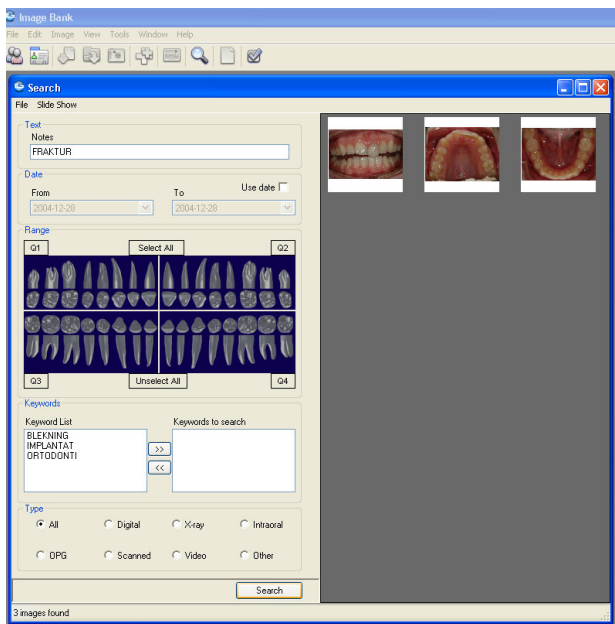 Image Bank
File Edit Image View Tools Window Help
Search
File Slide Show
Text
Notes
FRAKTUR
Date
From To Use date
2004-12-28 2004-12-28
Range
Q1 Select All Q2
Q3 Unselect All Q4
Keywords
Keyword List Keywords to search
BLEKNING
IMPLANTAT
ORTODONTI
>>
<<
Type
All Digital X-ray Intraoral
OPG Scanned Video Other
Search
3 images found